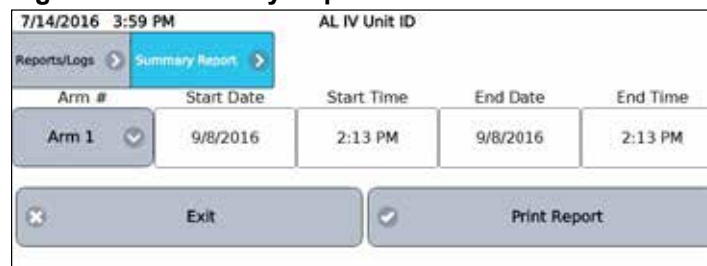 7/14/2016 3:59 PM AL IV Unit ID
Reports/Logs Summary Report
Arm # Start Date Start Time End Date End Time
Arm 1 9/8/2016 2:13 PM 9/8/2016 2:13 PM
Exit Print Report